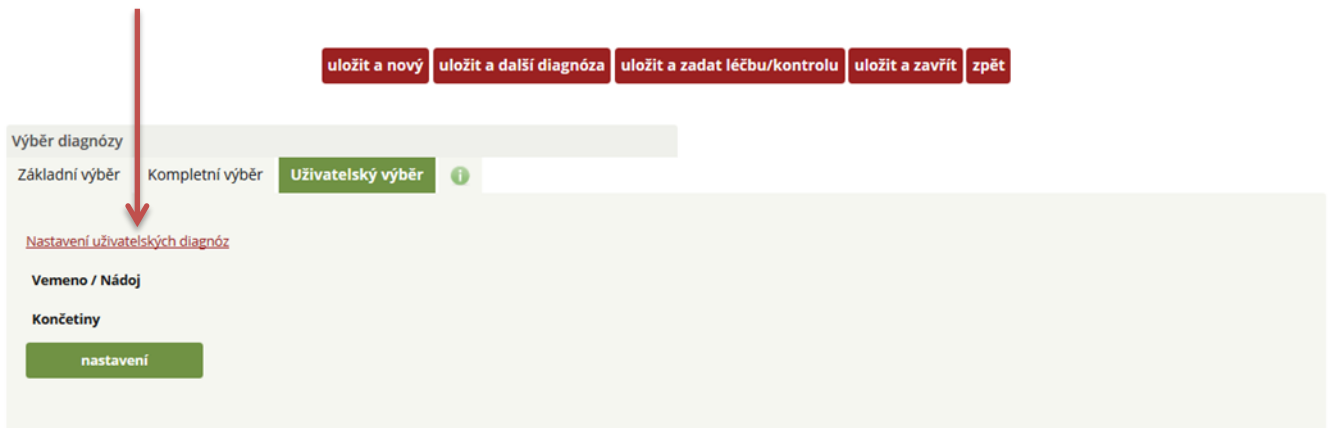 uložit a nový uložit a další diagnóza uložit a zadat léčbu/kontrolu uložit a zavřít zpět
Výběr diagnózy
Základní výběr Kompletní výběr Uživatelský výběr i
Nastavení uživatelských diagnóz
Vemeno / Nádoj
Končetiny
nastavení